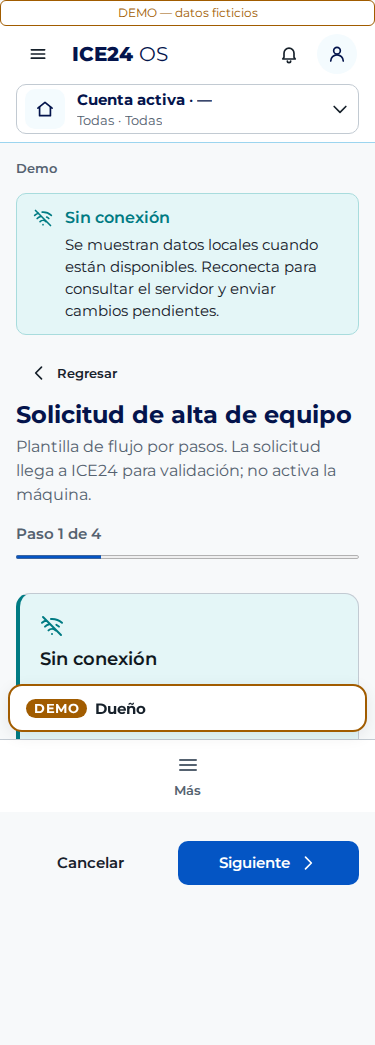 DEMO — datos ficticios
ICE24 OS
Cuenta activa · —
Todas · Todas
Demo
Sin conexión
Se muestran datos locales cuando
están disponibles. Reconecta para
consultar el servidor y enviar
cambios pendientes.
Regresar
Solicitud de alta de equipo
Plantilla de flujo por pasos. La solicitud
llega a ICE24 para validación; no activa la
máquina.
Paso 1 de 4
Sin conexión
DEMO Dueño
Más
Cancelar
Siguiente